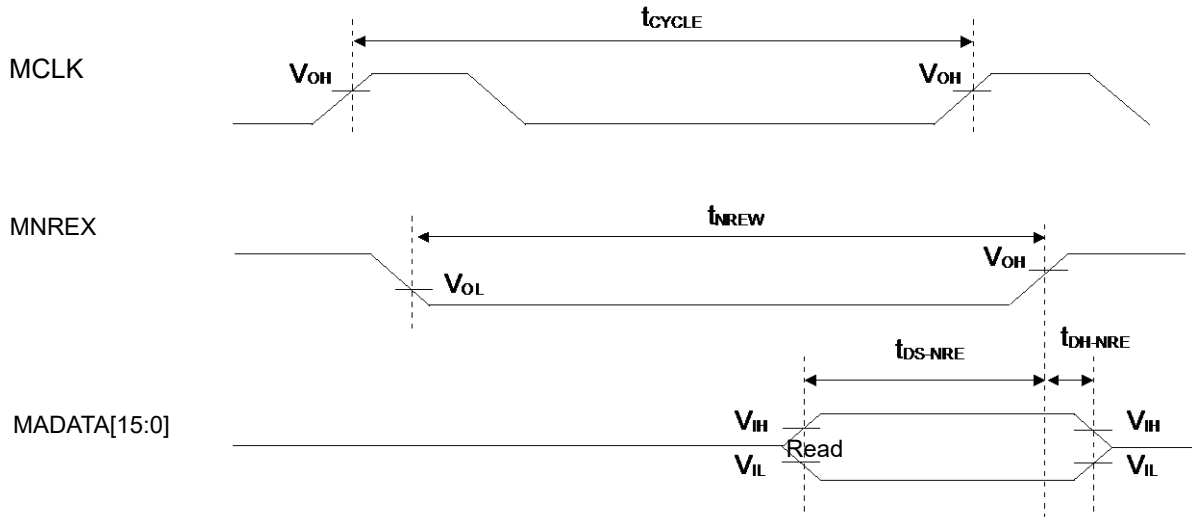 tCYCLE
MCLK
VOH VOH
tNREW
MNREX
VOH
VOL
tDS-NRE tDH-NRE
MADATA[15:0]
VIH VIH
Read
VIL VIL